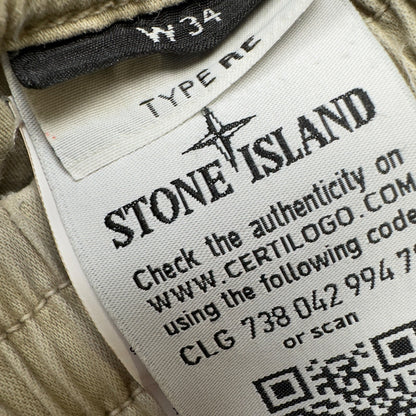 W 34
TYPE RE
STONE ISLAND
Check the authenticity on
WWW.CERTILOGO.COM
using the following code
CLG 738 042 994 7
or scan